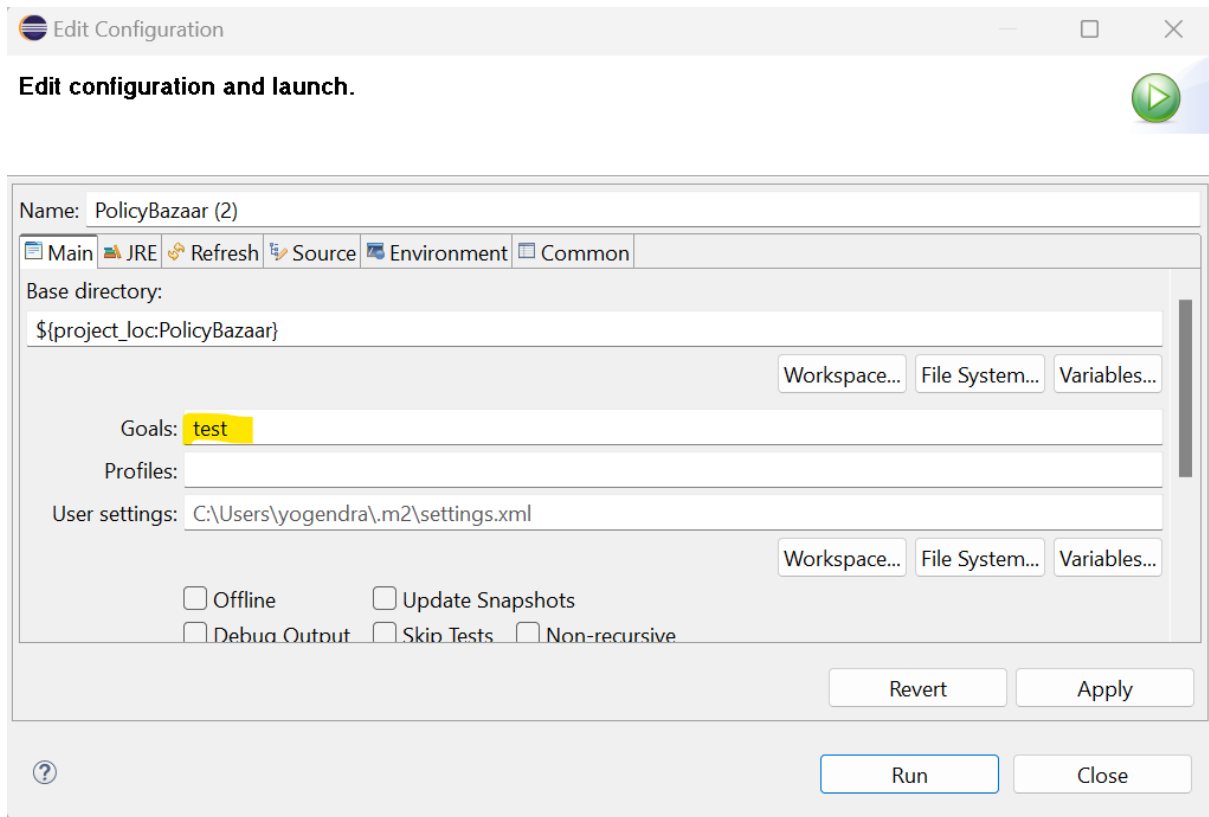 Edit Configuration
Edit configuration and launch.
Name: PolicyBazaar (2)
Main JRE Refresh Source Environment Common
Base directory:
${project_loc:PolicyBazaar}
Workspace... File System... Variables...
Goals: test
Profiles:
User settings: C:\Users\yogendra\.m2\settings.xml
Workspace... File System... Variables...
Offline Update Snapshots
Debug Output Skip Tests Non-recursive
Revert Apply
? Run Close